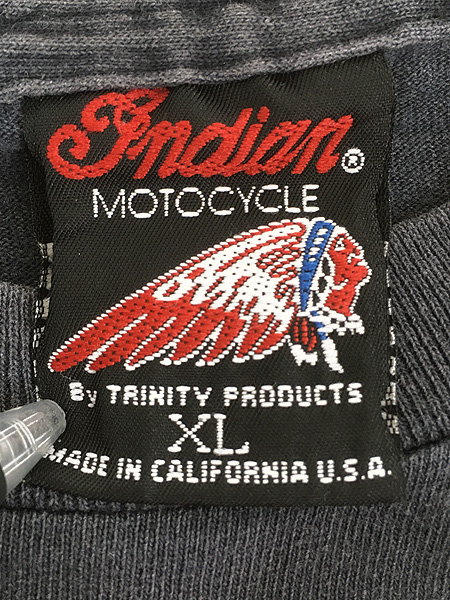 Indian®
MOTOCYCLE
By TRINITY PRODUCTS
XL
MADE IN CALIFORNIA U.S.A.